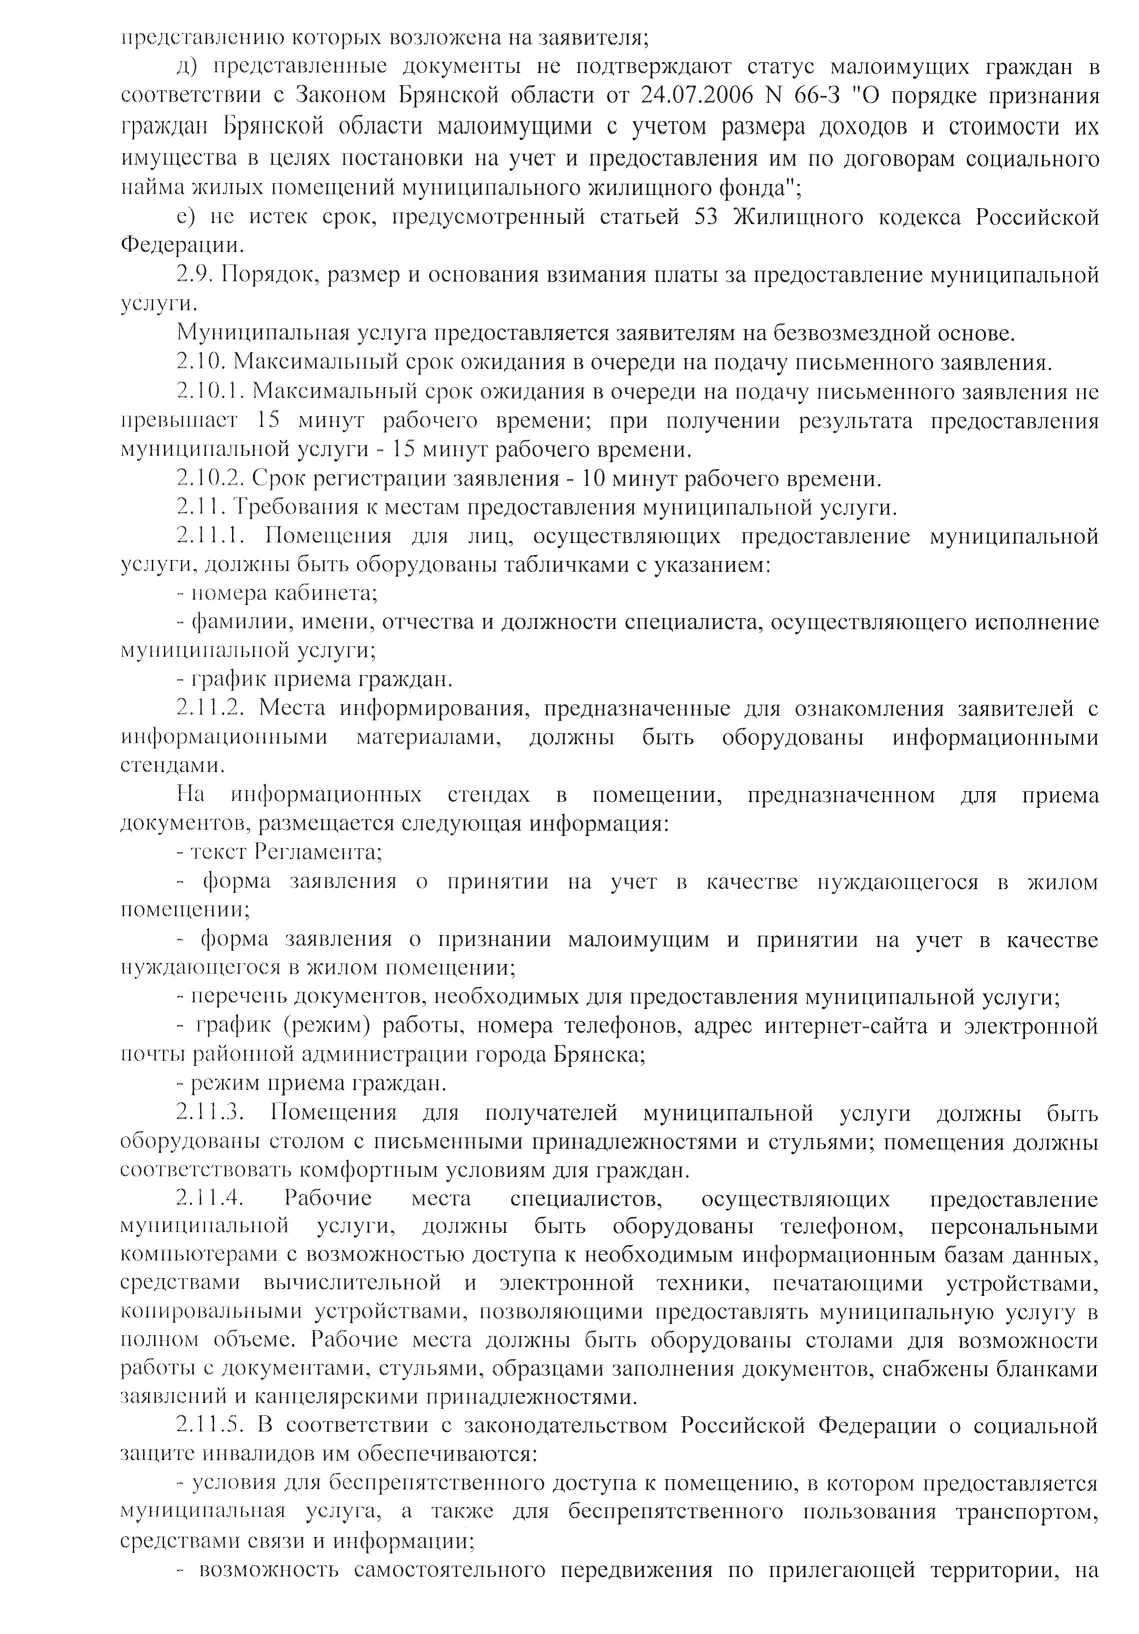 представлению которых возложена на заявителя;
д) представленные документы не подтверждают статус малоимущих граждан в
соответствии с Законом Брянской области от 24.07.2006 N 66-З "О порядке признания
граждан Брянской области малоимущими с учетом размера доходов и стоимости их
имущества в целях постановки на учет и предоставления им по договорам социального
найма жилых помещений муниципального жилищного фонда";
е) не истек срок, предусмотренный статьей 53 Жилищного кодекса Российской
Федерации.
2.9. Порядок, размер и основания взимания платы за предоставление муниципальной
услуги.
Муниципальная услуга предоставляется заявителям на безвозмездной основе.
2.10. Максимальный срок ожидания в очереди на подачу письменного заявления.
2.10.1. Максимальный срок ожидания в очереди на подачу письменного заявления не
превышает 15 минут рабочего времени; при получении результата предоставления
муниципальной услуги - 15 минут рабочего времени.
2.10.2. Срок регистрации заявления - 10 минут рабочего времени.
2.11. Требования к местам предоставления муниципальной услуги.
2.11.1. Помещения для лиц, осуществляющих предоставление муниципальной
услуги, должны быть оборудованы табличками с указанием:
- номера кабинета;
- фамилии, имени, отчества и должности специалиста, осуществляющего исполнение
муниципальной услуги;
- график приема граждан.
2.11.2. Места информирования, предназначенные для ознакомления заявителей с
информационными материалами, должны быть оборудованы информационными
стендами.
На информационных стендах в помещении, предназначенном для приема
документов, размещается следующая информация:
- текст Регламента;
- форма заявления о принятии на учет в качестве нуждающегося в жилом
помещении;
- форма заявления о признании малоимущим и принятии на учет в качестве
нуждающегося в жилом помещении;
- перечень документов, необходимых для предоставления муниципальной услуги;
- график (режим) работы, номера телефонов, адрес интернет-сайта и электронной
почты районной администрации города Брянска;
- режим приема граждан.
2.11.3. Помещения для получателей муниципальной услуги должны быть
оборудованы столом с письменными принадлежностями и стульями; помещения должны
соответствовать комфортным условиям для граждан.
2.11.4. Рабочие места специалистов, осуществляющих предоставление
муниципальной услуги, должны быть оборудованы телефоном, персональными
компьютерами с возможностью доступа к необходимым информационным базам данных,
средствами вычислительной и электронной техники, печатающими устройствами,
копировальными устройствами, позволяющими предоставлять муниципальную услугу в
полном объеме. Рабочие места должны быть оборудованы столами для возможности
работы с документами, стульями, образцами заполнения документов, снабжены бланками
заявлений и канцелярскими принадлежностями.
2.11.5. В соответствии с законодательством Российской Федерации о социальной
защите инвалидов им обеспечиваются:
- условия для беспрепятственного доступа к помещению, в котором предоставляется
муниципальная услуга, а также для беспрепятственного пользования транспортом,
средствами связи и информации;
- возможность самостоятельного передвижения по прилегающей территории, на